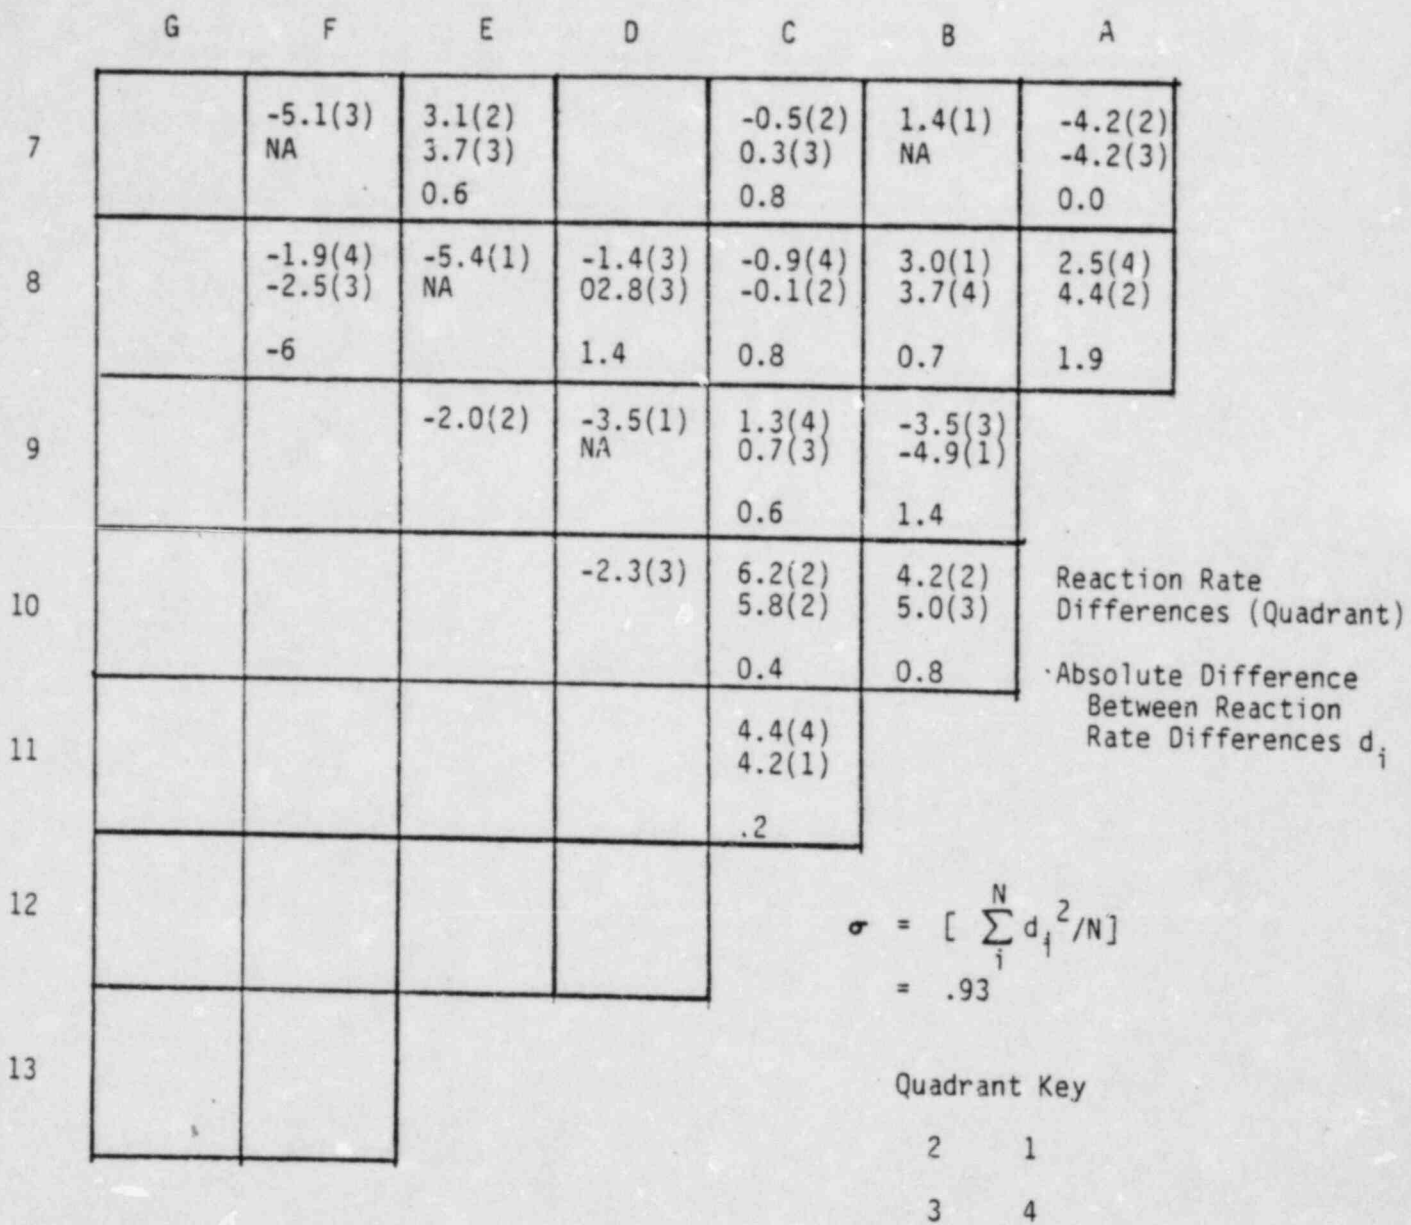 G F E D C B A
7
-5.1(3) 3.1(2) -0.5(2) 1.4(1) -4.2(2)
NA 3.7(3) 0.3(3) NA -4.2(3)
0.6 0.8 0.0
8
-1.9(4) -5.4(1) -1.4(3) -0.9(4) 3.0(1) 2.5(4)
-2.5(3) NA 02.8(3) -0.1(2) 3.7(4) 4.4(2)
-6 1.4 0.8 0.7 1.9
9
-2.0(2) -3.5(1) 1.3(4) -3.5(3)
NA 0.7(3) -4.9(1)
0.6 1.4
10
-2.3(3) 6.2(2) 4.2(2)
5.8(2) 5.0(3)
0.4 0.8
Reaction Rate
Differences (Quadrant)
Absolute Difference
Between Reaction
Rate Differences d_i
11
4.4(4)
4.2(1)
.2
12
σ = [ \sum_i^N d_i^2/N]
= .93
13
Quadrant Key
2 1
3 4